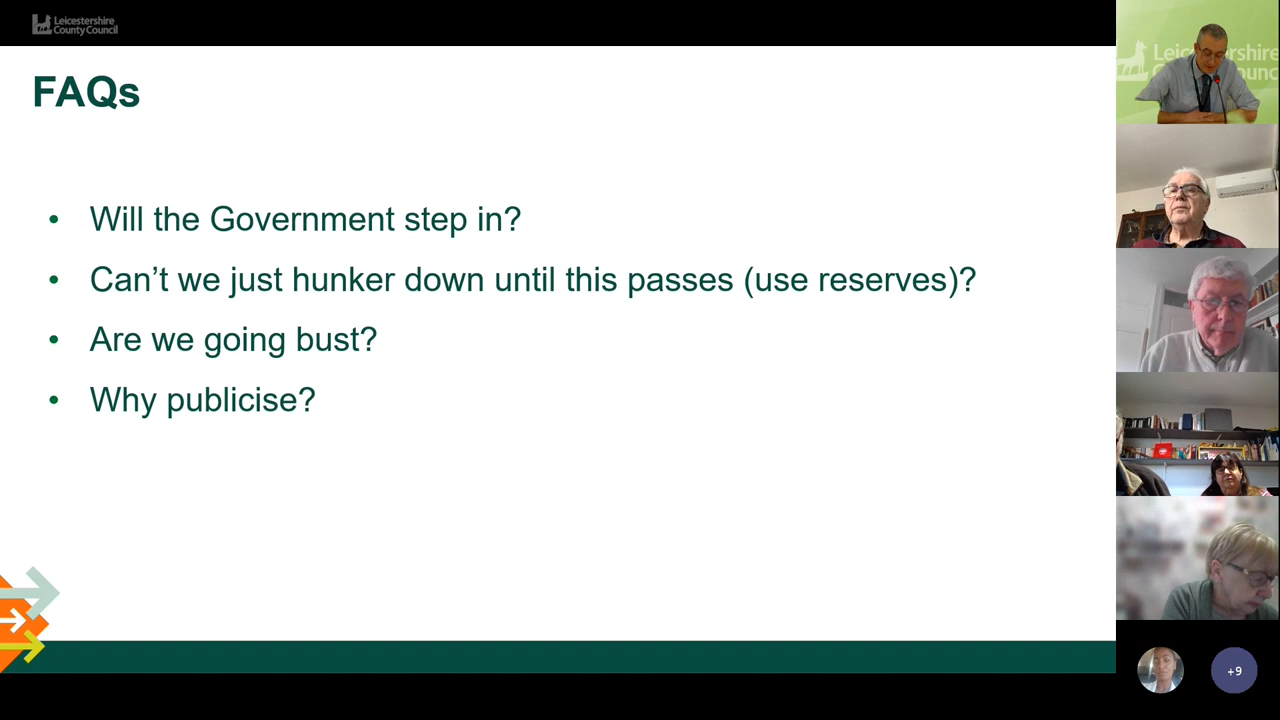 Leicestershire
County Council
FAQs
• Will the Government step in?
• Can’t we just hunker down until this passes (use reserves)?
• Are we going bust?
• Why publicise?
+9